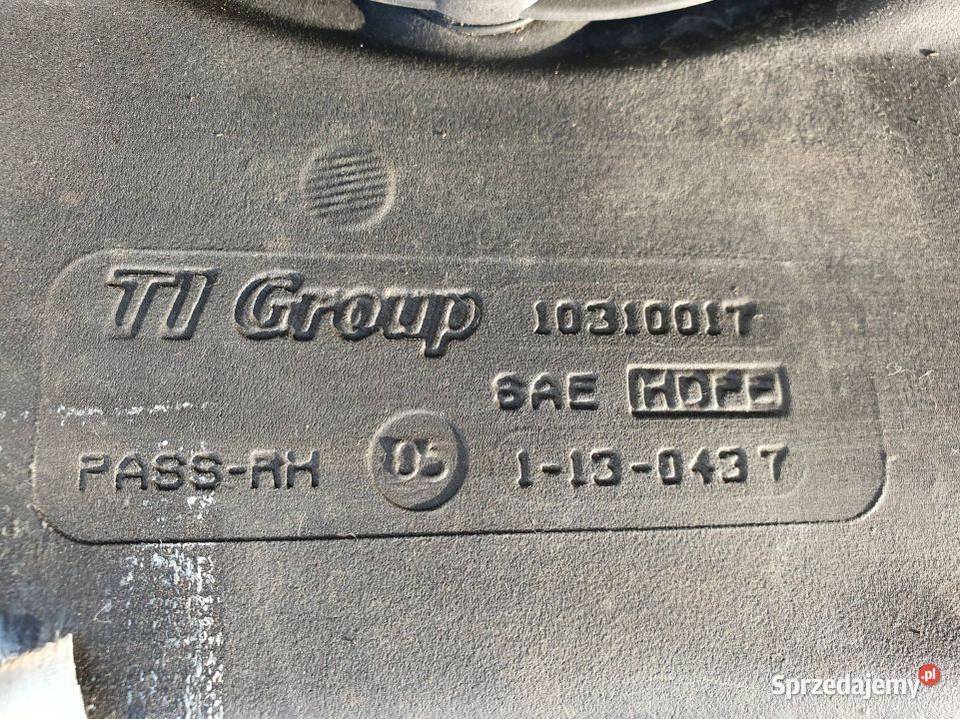 TI Group 10310017
SAE HDPE
PASS-RH 05 1-13-0437
Sprzedajemy.pl